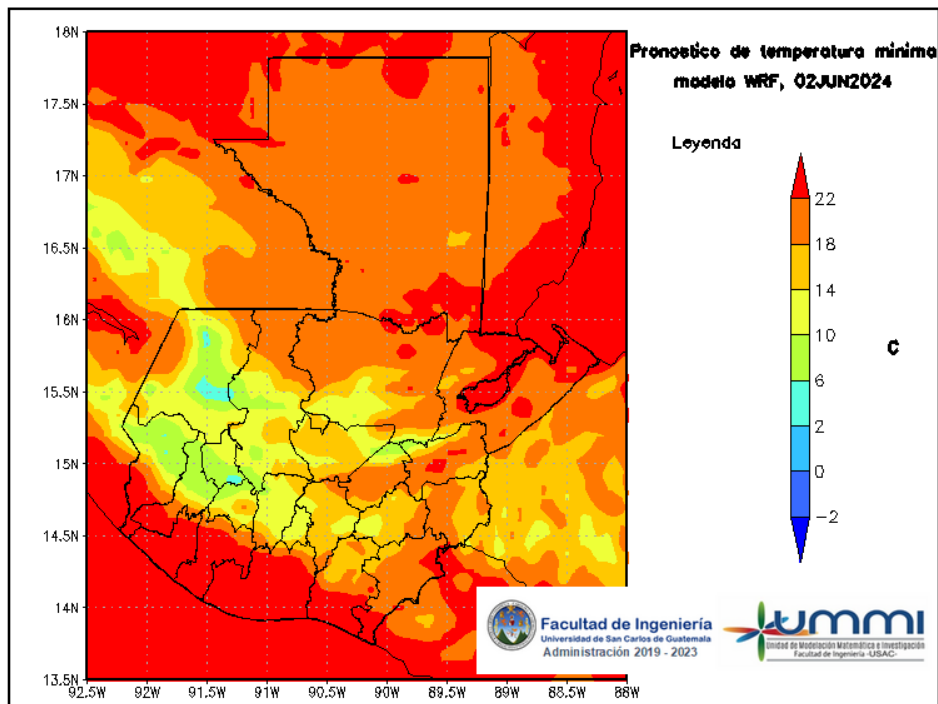 Pronostico de temperatura minima
modelo WRF, 02JUN2024
Leyenda
22
18
14
10
6
2
0
-2
C
18N
17.5N
17N
16.5N
16N
15.5N
15N
14.5N
14N
13.5N
92.5W 92W 91.5W 91W 90.5W 90W 89.5W 89W 88.5W 88W
Facultad de Ingeniería
Universidad de San Carlos de Guatemala
Administración 2019 - 2023
ummi
Unidad de Modelación Matemática e Investigación
Facultad de Ingeniería -USAC-